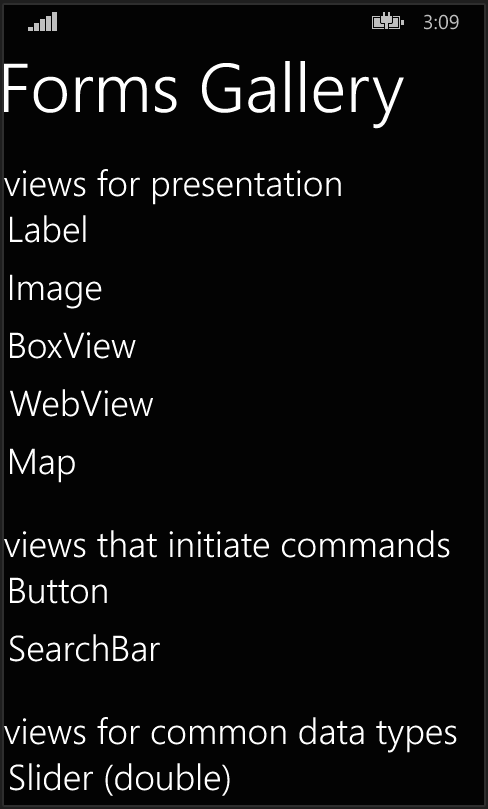 3:09
Forms Gallery
views for presentation
Label
Image
BoxView
WebView
Map
views that initiate commands
Button
SearchBar
views for common data types
Slider (double)